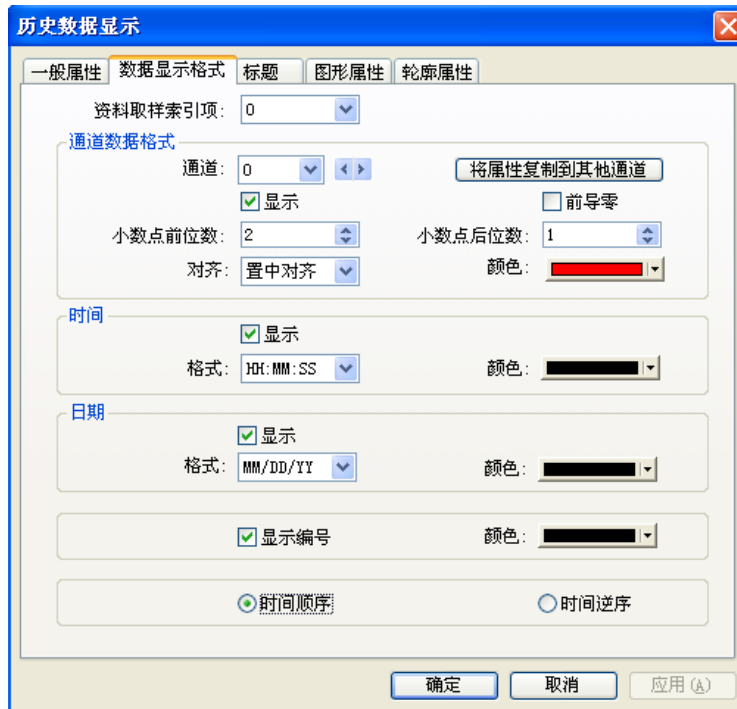 历史数据显示
一般属性 数据显示格式 标题 图形属性 轮廓属性
资料取样索引项: 0
通道数据格式
通道: 0 将属性复制到其他通道
显示 前导零
小数点前位数: 2 小数点后位数: 1
对齐: 置中对齐 颜色:
时间
显示
格式: HH:MM:SS 颜色:
日期
显示
格式: MM/DD/YY 颜色:
显示编号 颜色:
时间顺序 时间逆序
确定 取消 应用(A)